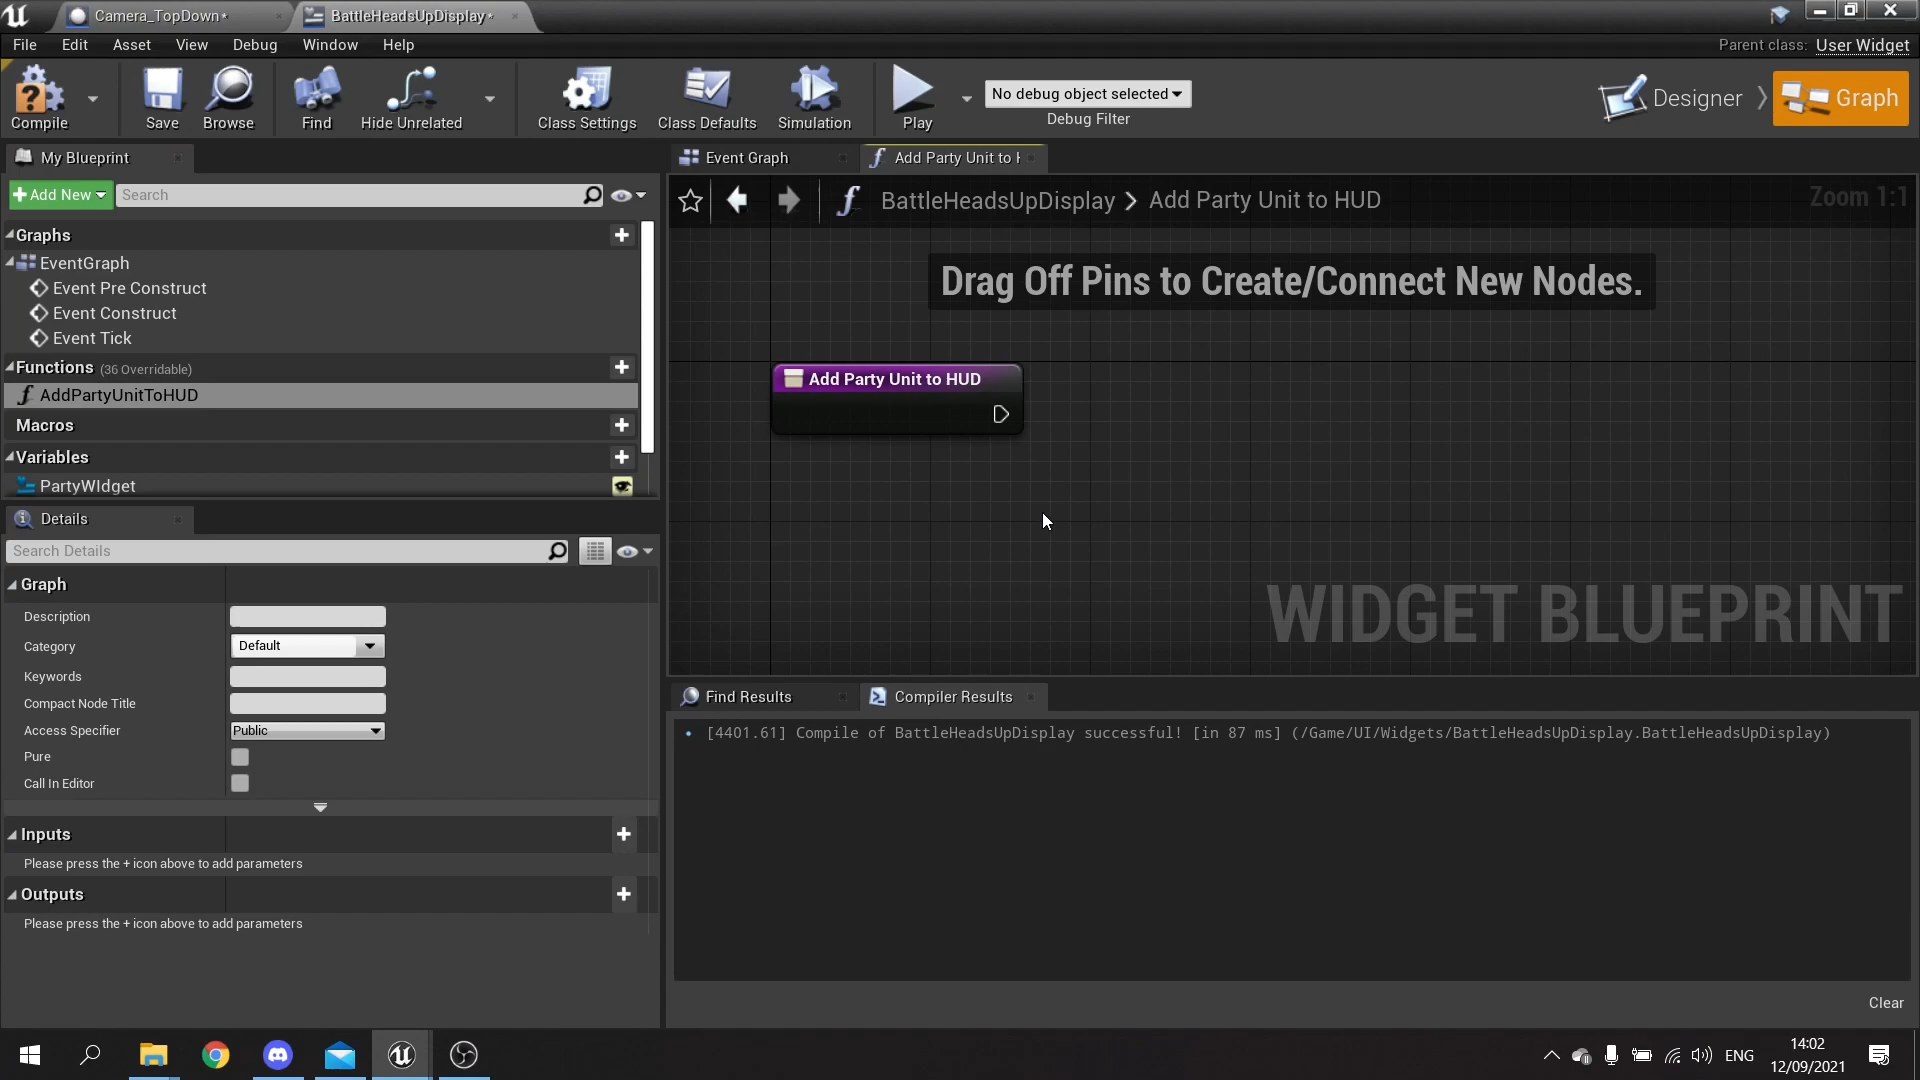 Camera_TopDown*
BattleHeadsUpDisplay*
File Edit Asset View Debug Window Help
Parent class: User Widget
Compile Save Browse Find Hide Unrelated Class Settings Class Defaults Simulation Play
No debug object selected
Debug Filter
Designer
Graph
My Blueprint
Add New
Search
Graphs
EventGraph
Event Pre Construct
Event Construct
Event Tick
Functions (36 Overridable)
AddPartyUnitToHUD
Macros
Variables
PartyWIdget
Details
Search Details
Graph
Description
Category Default
Keywords
Compact Node Title
Access Specifier Public
Pure
Call In Editor
Inputs
Please press the + icon above to add parameters
Outputs
Please press the + icon above to add parameters
Event Graph
Add Party Unit to H
BattleHeadsUpDisplay > Add Party Unit to HUD
Zoom 1:1
Drag Off Pins to Create/Connect New Nodes.
Add Party Unit to HUD
WIDGET BLUEPRINT
Find Results
Compiler Results
[4401.61] Compile of BattleHeadsUpDisplay successful! [in 87 ms] (/Game/UI/Widgets/BattleHeadsUpDisplay.BattleHeadsUpDisplay)
Clear
ENG
14:02
12/09/2021